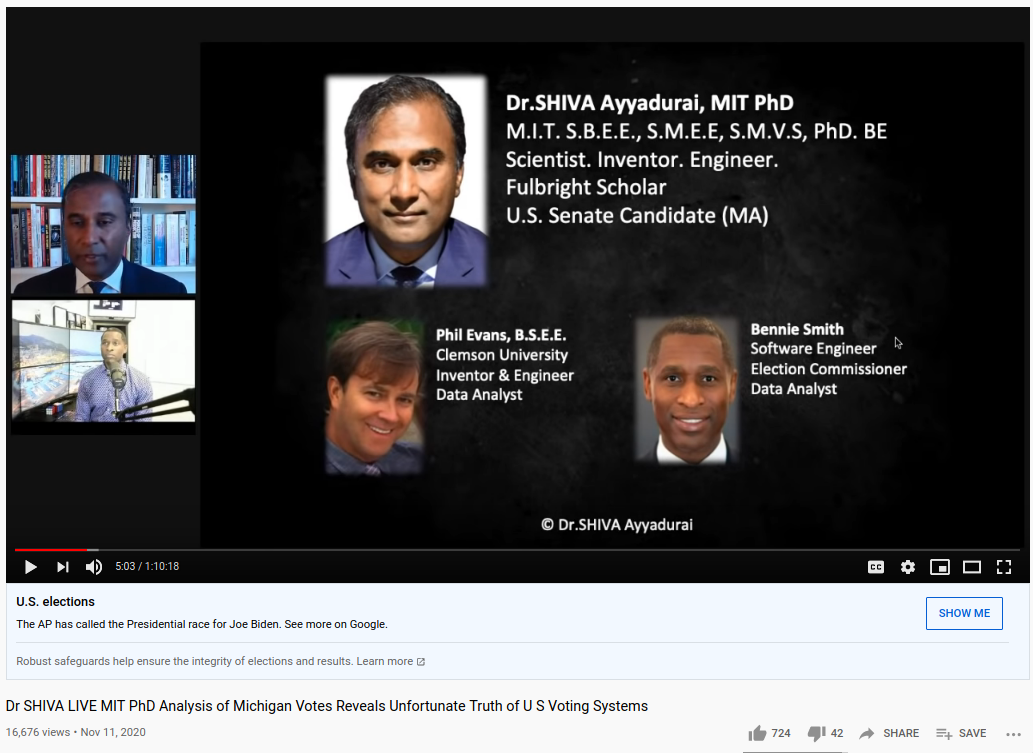 Dr.SHIVA Ayyadurai, MIT PhD
M.I.T. S.B.E.E., S.M.E.E, S.M.V.S, PhD. BE
Scientist. Inventor. Engineer.
Fulbright Scholar
U.S. Senate Candidate (MA)
Phil Evans, B.S.E.E.
Clemson University
Inventor & Engineer
Data Analyst
Bennie Smith
Software Engineer
Election Commissioner
Data Analyst
© Dr.SHIVA Ayyadurai
5:03 / 1:10:18
CC
U.S. elections
The AP has called the Presidential race for Joe Biden. See more on Google.
SHOW ME
Robust safeguards help ensure the integrity of elections and results. Learn more
Dr SHIVA LIVE MIT PhD Analysis of Michigan Votes Reveals Unfortunate Truth of U S Voting Systems
16,676 views • Nov 11, 2020
724
42
SHARE
SAVE